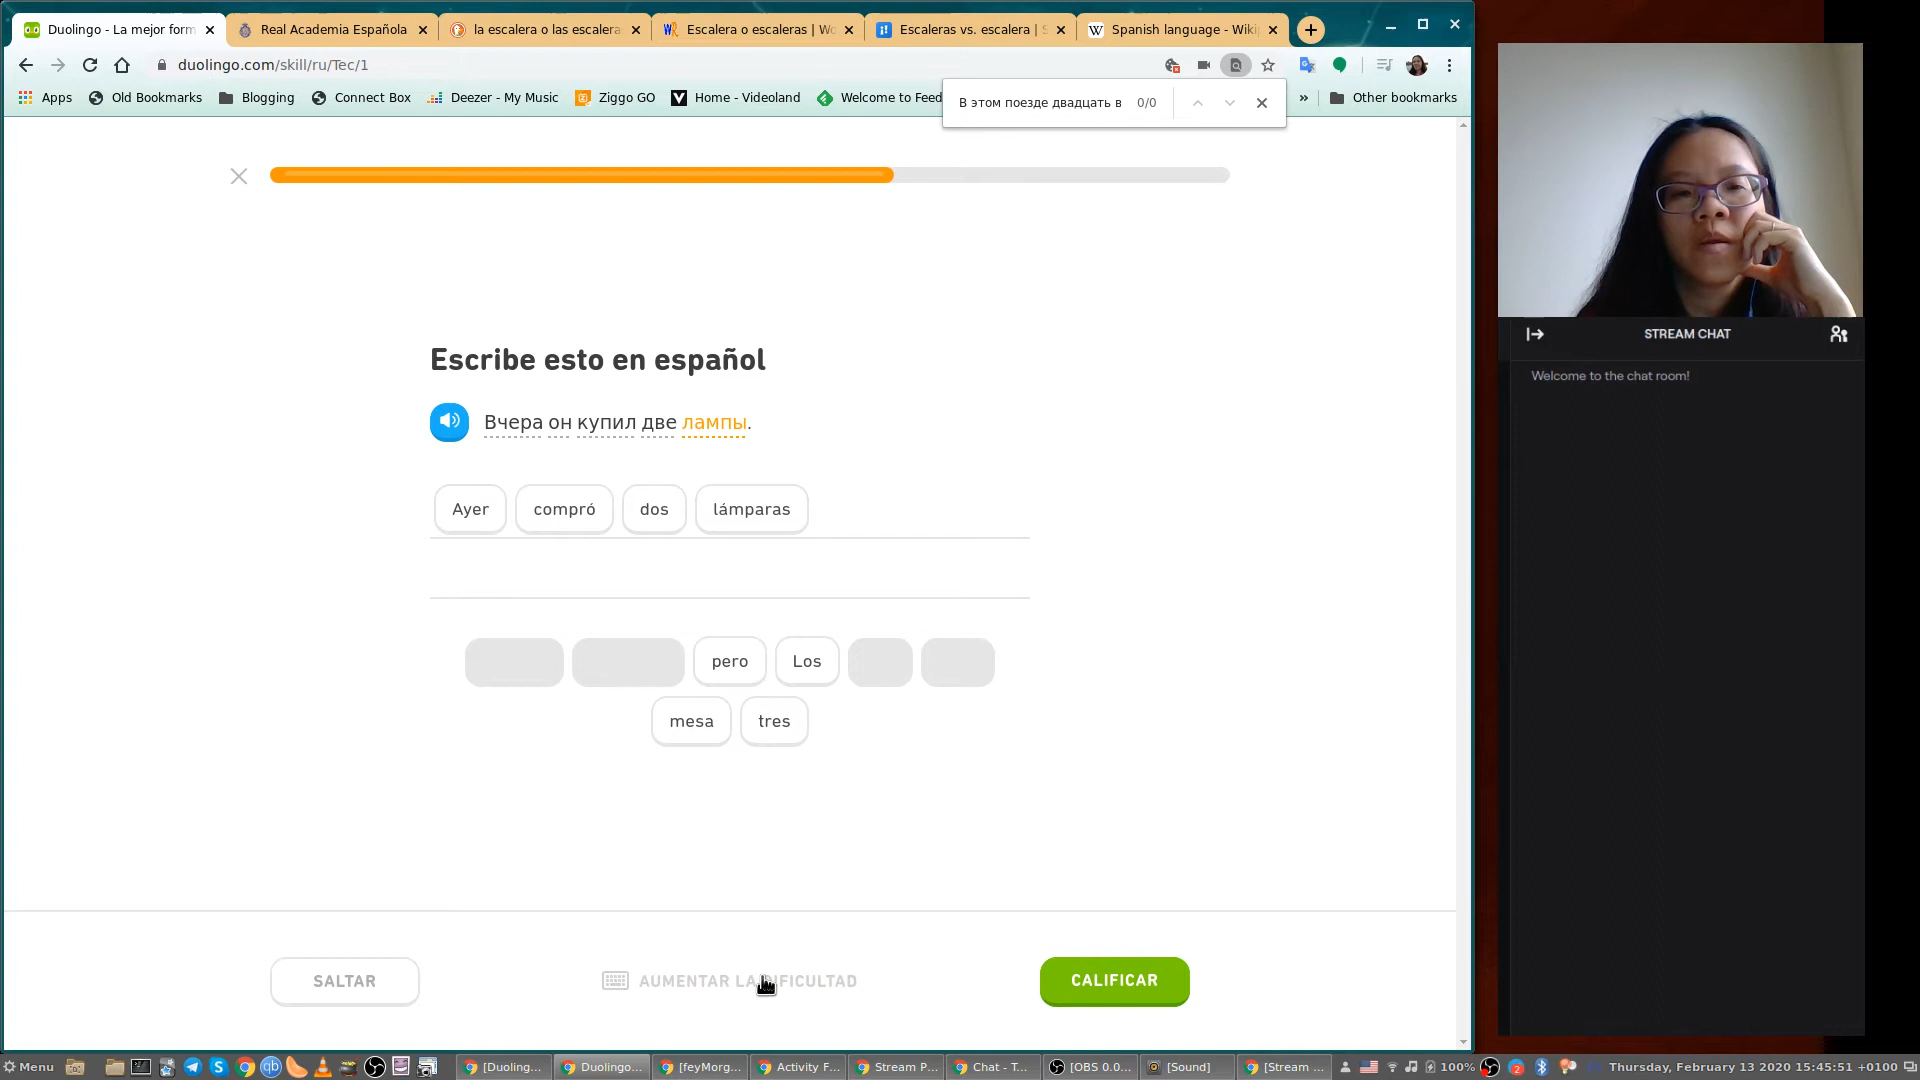 Duolingo - La mejor form
Real Academia Española
la escalera o las escalera
Escalera o escaleras | Wo
Escaleras vs. escalera | S
Spanish language - Wiki
duolingo.com/skill/ru/Tec/1
Apps
Old Bookmarks
Blogging
Connect Box
Deezer - My Music
Ziggo GO
Home - Videoland
Welcome to Feed
»
Other bookmarks
В этом поезде двадцать в 0/0
Escribe esto en español
Вчера он купил две лампы.
Ayer compró dos lámparas
pero Los
mesa tres
SALTAR
AUMENTAR LA DIFICULTAD
CALIFICAR
STREAM CHAT
Welcome to the chat room!
Menu
[Duoling...
Duolingo...
[feyMorg...
Activity F...
Stream P...
Chat - T...
[OBS 0.0...
[Sound]
[Stream ...
100%
2
Thursday, February 13 2020 15:45:51 +0100